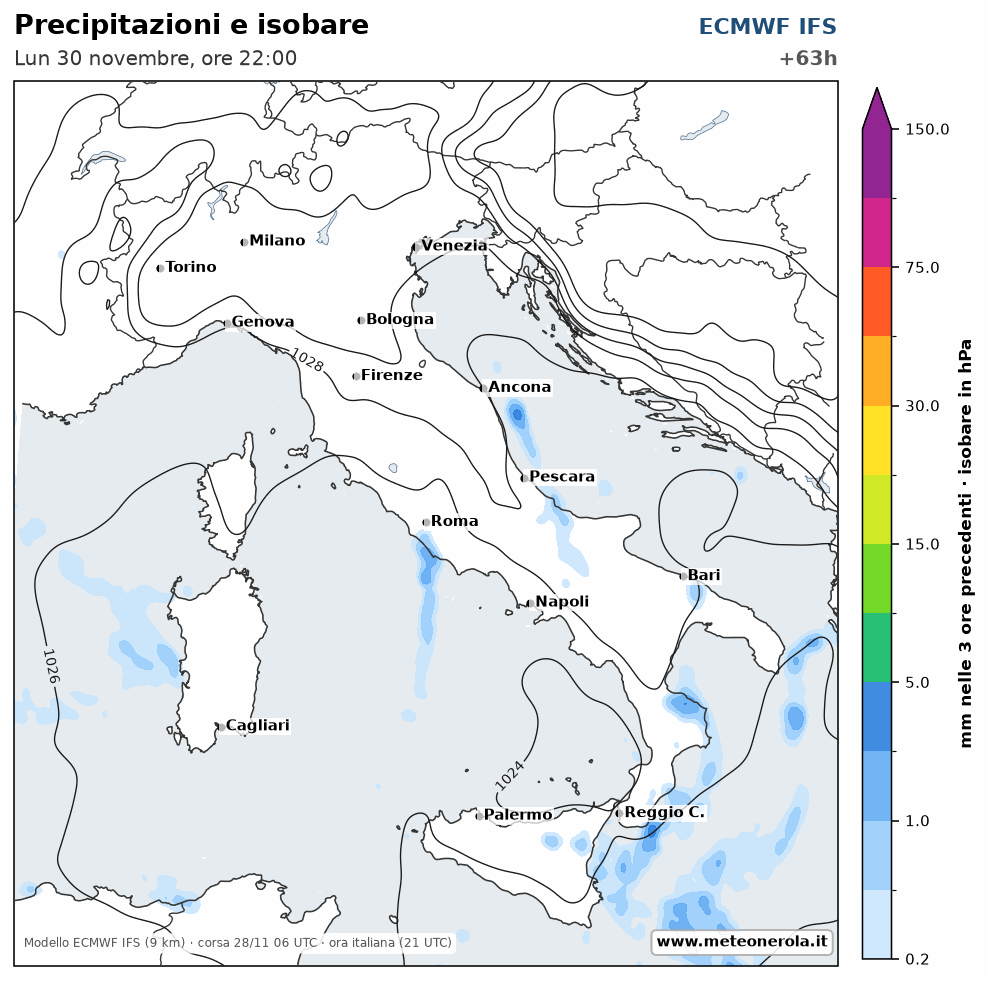 Precipitazioni e isobare
ECMWF IFS
Lun 30 novembre, ore 22:00
+63h
150.0
75.0
30.0
15.0
5.0
1.0
0.2
mm nelle 3 ore precedenti · isobare in hPa
Milano
Venezia
Torino
Genova
Bologna
1028
Firenze
Ancona
Pescara
Roma
Bari
Napoli
1026
Cagliari
1024
Palermo
Reggio C.
Modello ECMWF IFS (9 km) · corsa 28/11 06 UTC · ora italiana (21 UTC)
www.meteonerola.it